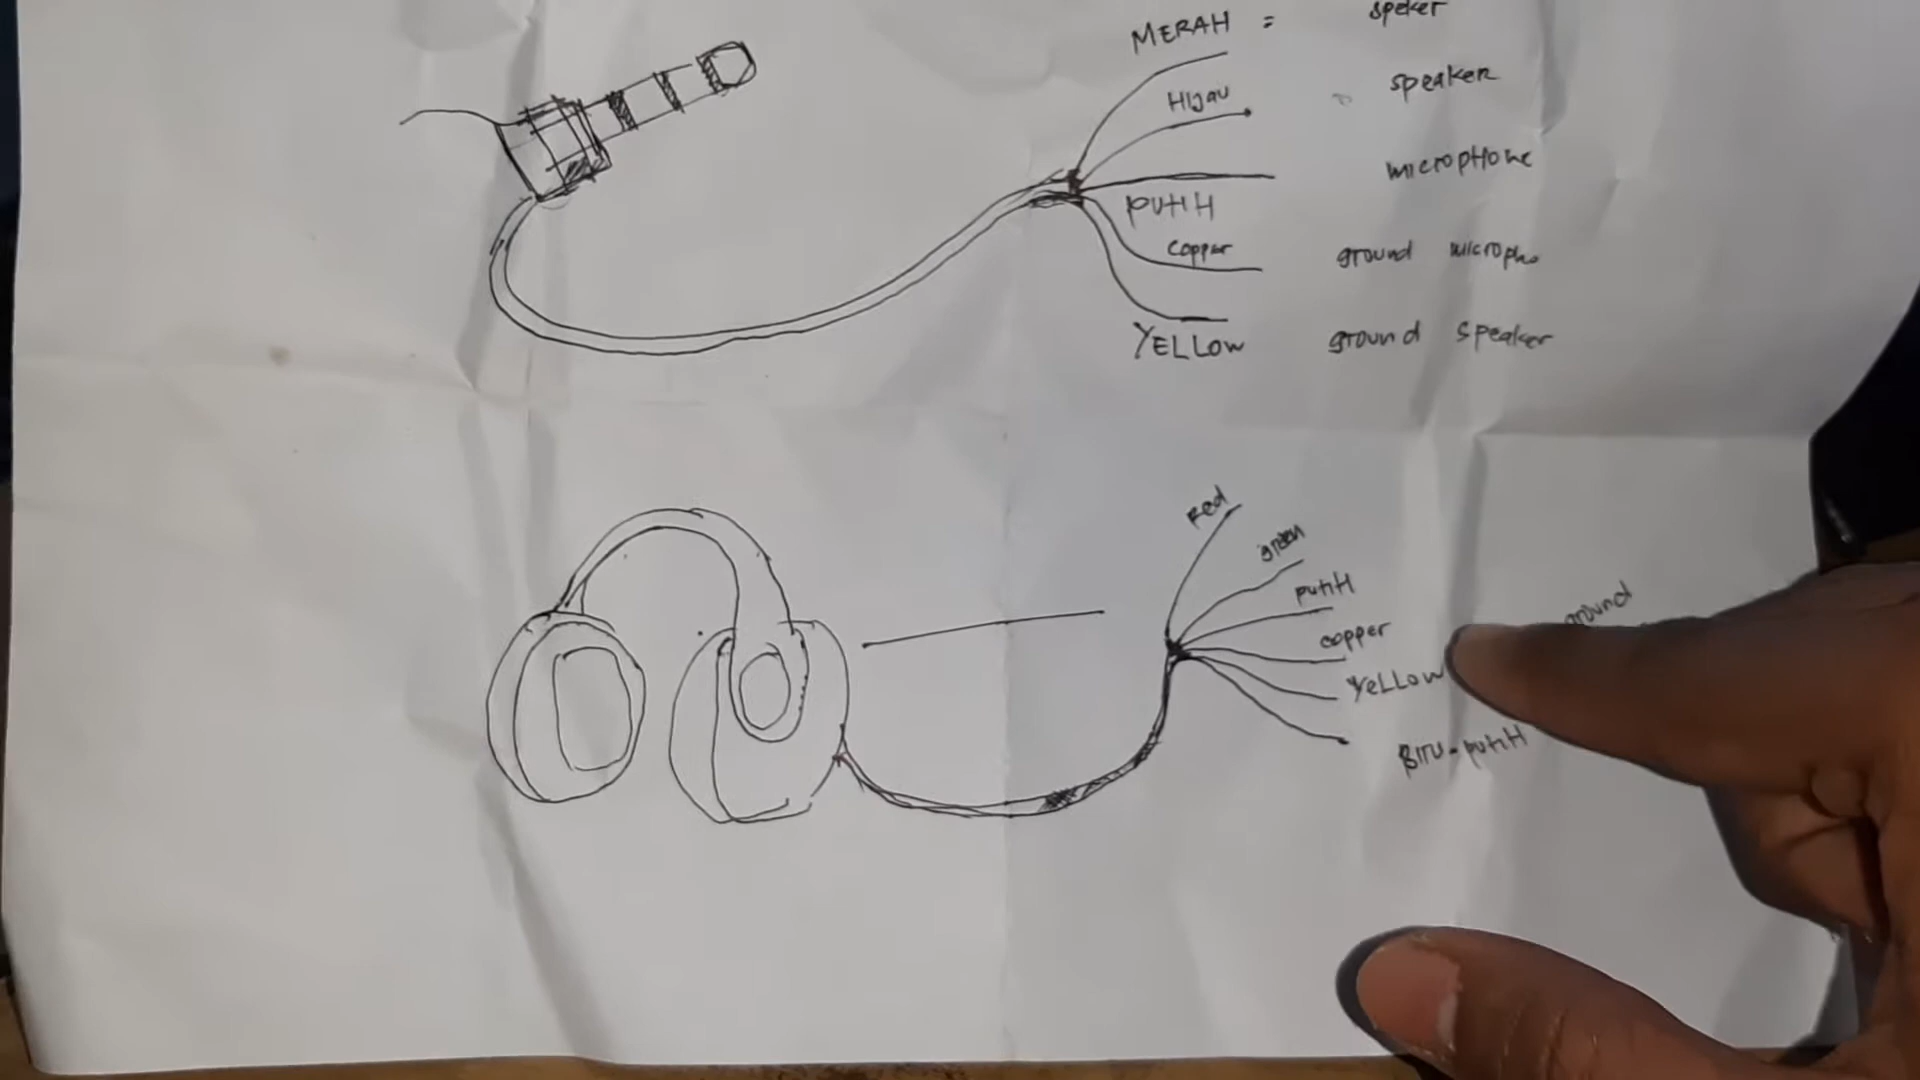 MERAH = speker
Hijau speaker
PUTIH microphone
copper ground micropho
YELLOW ground speaker
Red
green
PUTIH
copper
YELLOW
ground
BIRU-PUTIH